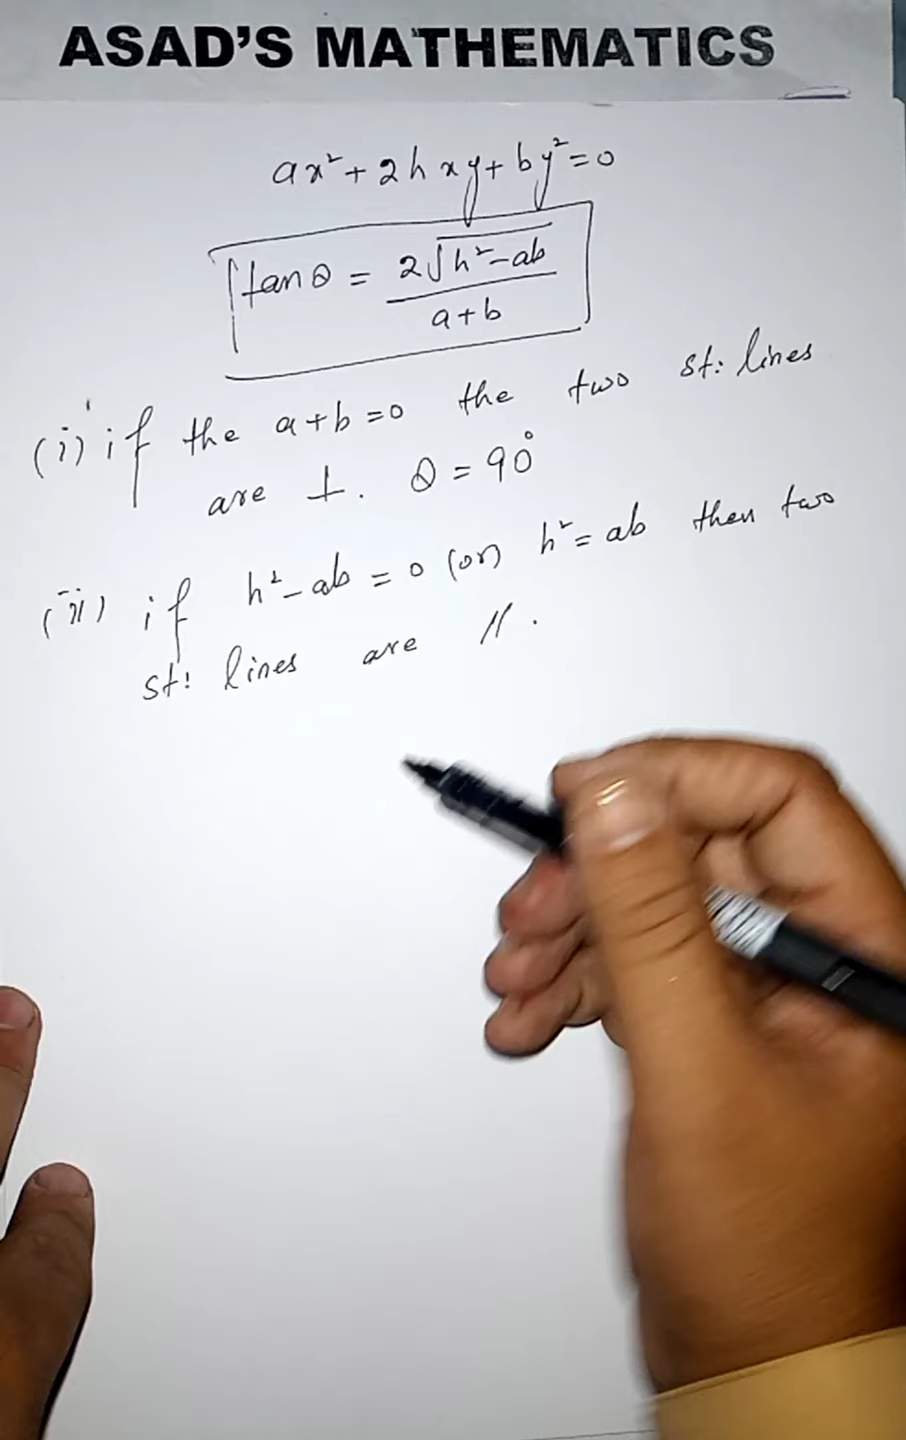 ASAD'S MATHEMATICS
ax² + 2hxy + by² = 0
tan θ = 2√(h² - ab) / (a + b)
(i) if the a+b=0 the two st: lines
are ⊥. θ = 90°
(ii) if h² - ab = 0 (or) h² = ab then two
st: lines are //.